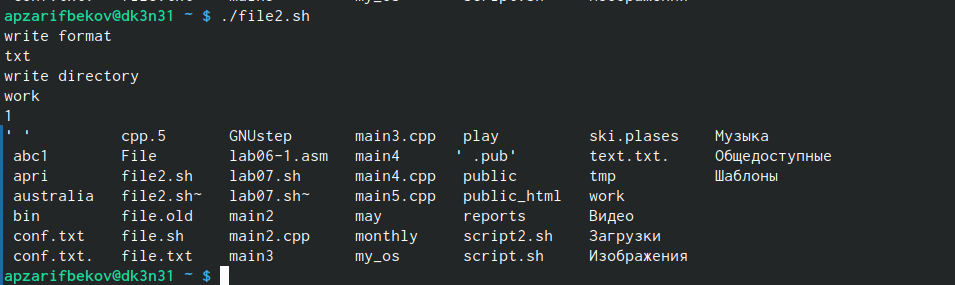 apzarifbekov@dk3n31 ~ $ ./file2.sh
write format
txt
write directory
work
1
' ' cpp.5 GNUstep main3.cpp play ski.plases Музыка
abc1 File lab06-1.asm main4 ' .pub' text.txt. Общедоступные
apri file2.sh lab07.sh main4.cpp public tmp Шаблоны
australia file2.sh~ lab07.sh~ main5.cpp public_html work
bin file.old main2 may reports Видео
conf.txt file.sh main2.cpp monthly script2.sh Загрузки
conf.txt. file.txt main3 my_os script.sh Изображения
apzarifbekov@dk3n31 ~ $